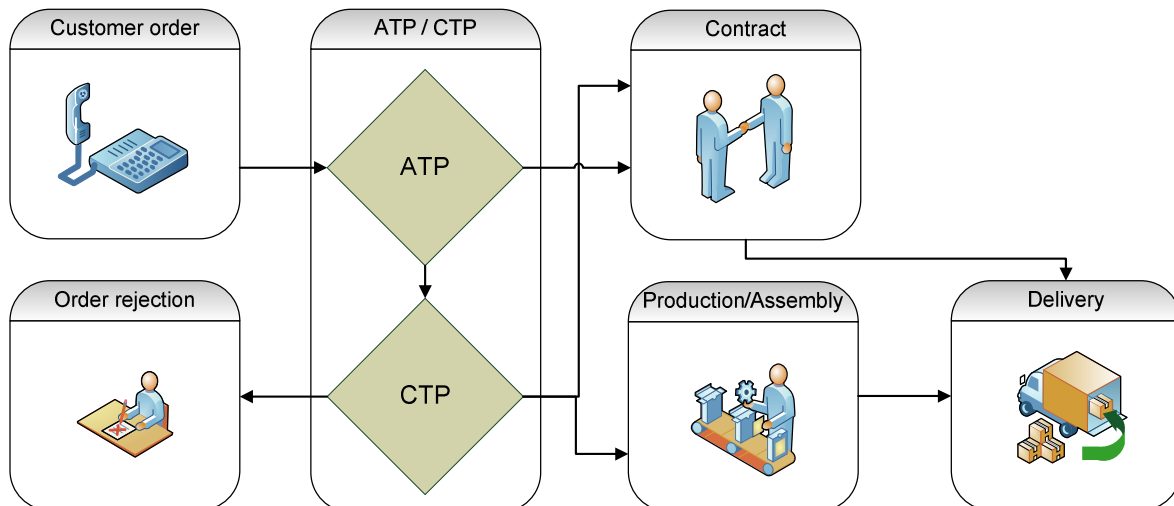 Customer order
ATP / CTP
Contract
ATP
Order rejection
Production/Assembly
Delivery
CTP